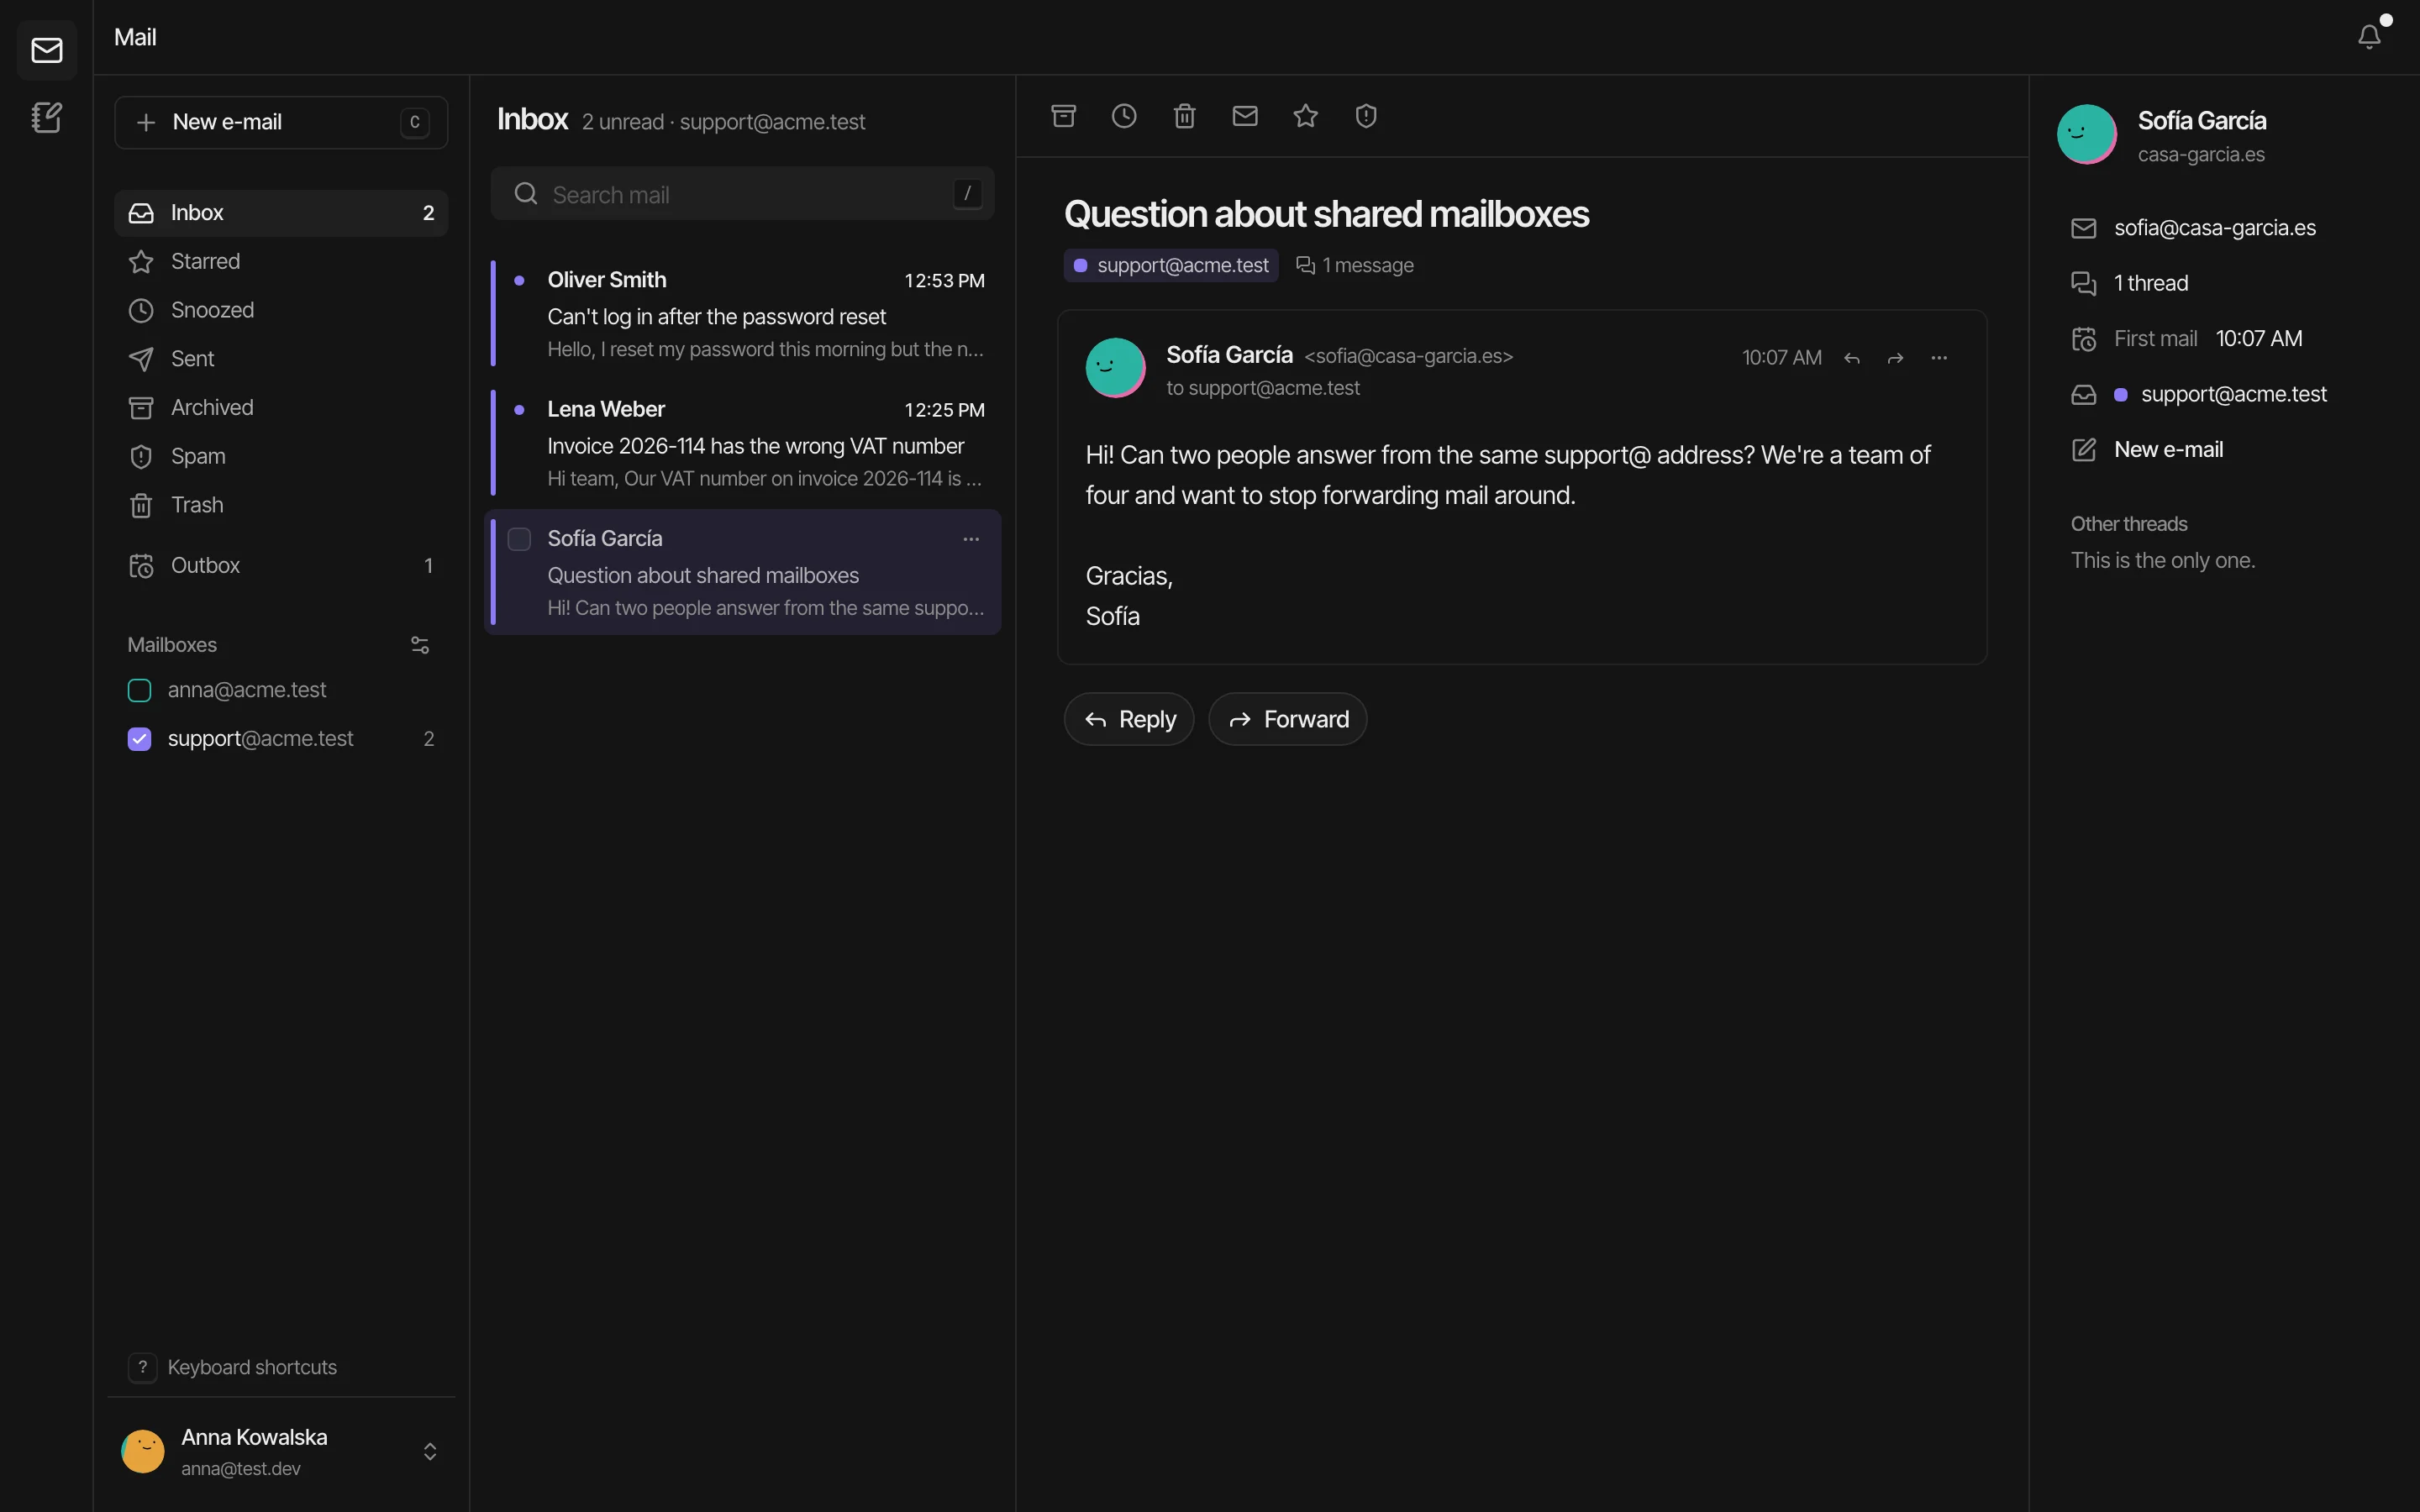 Mail
New e-mail C
Inbox 2
Starred
Snoozed
Sent
Archived
Spam
Trash
Outbox 1
Mailboxes
anna@acme.test
support@acme.test 2
? Keyboard shortcuts
Anna Kowalska
anna@test.dev
Inbox 2 unread · support@acme.test
Search mail /
Oliver Smith 12:53 PM
Can't log in after the password reset
Hello, I reset my password this morning but the n…
Lena Weber 12:25 PM
Invoice 2026-114 has the wrong VAT number
Hi team, Our VAT number on invoice 2026-114 is …
Sofía García
Question about shared mailboxes
Hi! Can two people answer from the same suppo…
Question about shared mailboxes
support@acme.test 1 message
Sofía García <sofia@casa-garcia.es> 10:07 AM
to support@acme.test
Hi! Can two people answer from the same support@ address? We're a team of
four and want to stop forwarding mail around.
Gracias,
Sofía
Reply Forward
Sofía García
casa-garcia.es
sofia@casa-garcia.es
1 thread
First mail 10:07 AM
support@acme.test
New e-mail
Other threads
This is the only one.